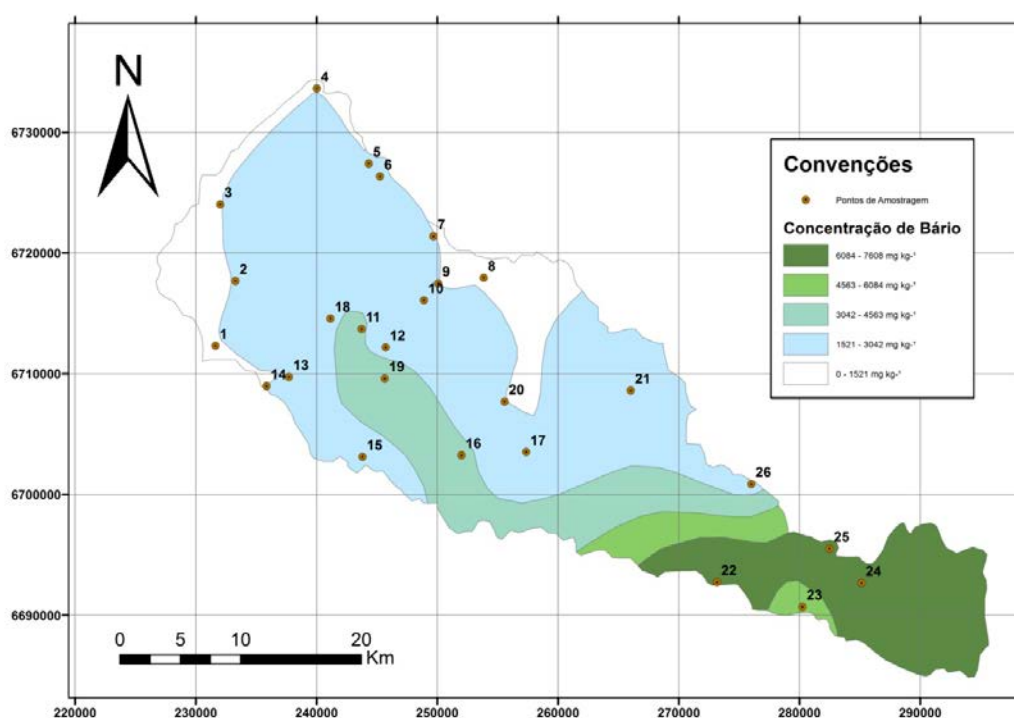 N
6730000
6720000
6710000
6700000
6690000
4
5
6
3
7
8
9
2
10
18
11
1
12
13
19
14
21
20
16
17
15
26
25
22
24
23
Convenções
Pontos de Amostragem
Concentração de Bário
6084 - 7608 mg kg-¹
4563 - 6084 mg kg-¹
3042 - 4563 mg kg-¹
1521 - 3042 mg kg-¹
0 - 1521 mg kg-¹
0 5 10 20
Km
220000 230000 240000 250000 260000 270000 280000 290000